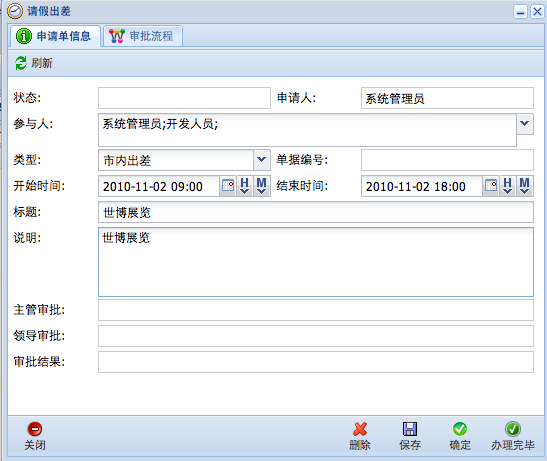 请假出差
申请单信息 审批流程
刷新
状态: 申请人: 系统管理员
参与人: 系统管理员;开发人员;
类型: 市内出差 单据编号:
开始时间: 2010-11-02 09:00 H M 结束时间: 2010-11-02 18:00 H M
标题: 世博展览
说明: 世博展览
主管审批:
领导审批:
审批结果:
关闭 删除 保存 确定 办理完毕